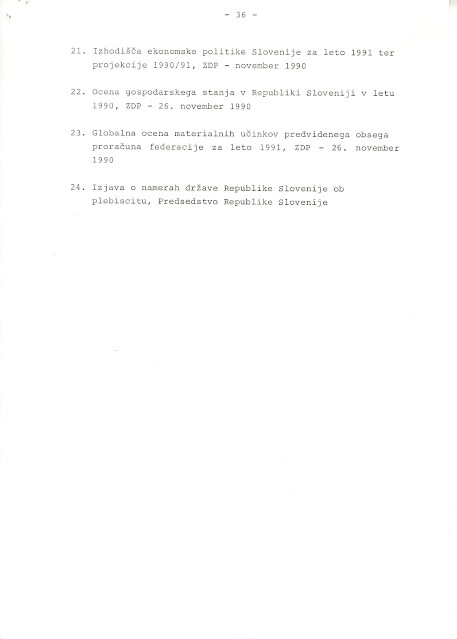 - 36 -
21. Izhodišča ekonomske politike Slovenije za leto 1991 ter
projekcije 1990/91, ZDP - november 1990
22. Ocena gospodarskega stanja v Republiki Sloveniji v letu
1990, ZDP - 26. november 1990
23. Globalna ocena materialnih učinkov predvidenega obsega
proračuna federacije za leto 1991, ZDP - 26. november
1990
24. Izjava o namerah države Republike Slovenije ob
plebiscitu, Predsedstvo Republike Slovenije